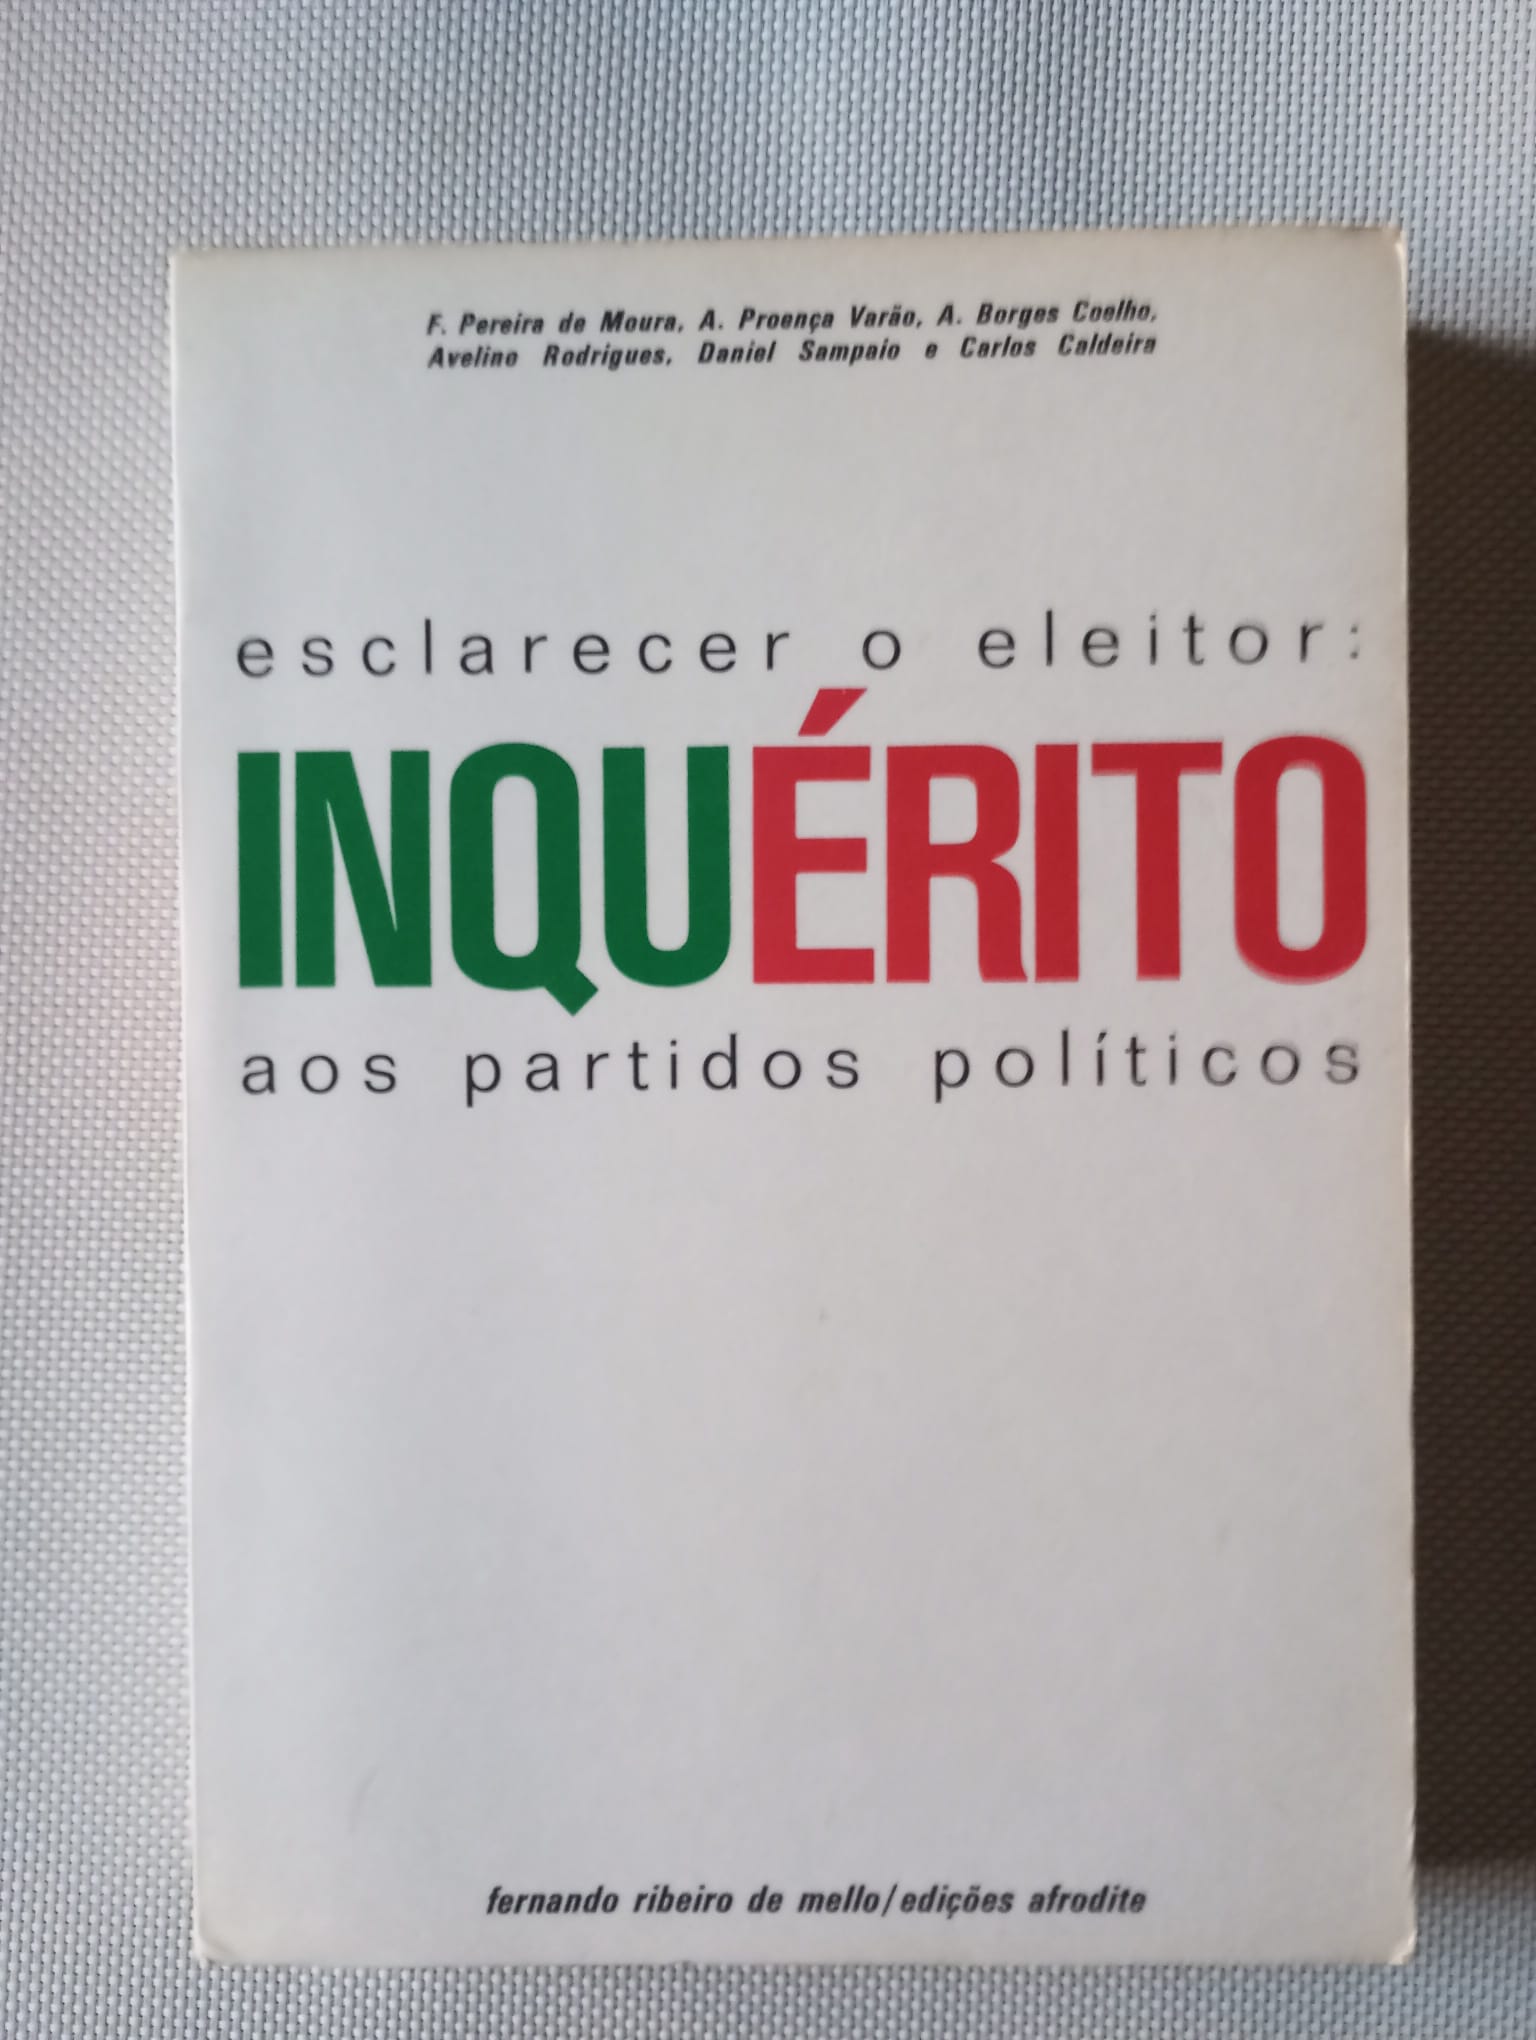 F. Pereira de Moura, A. Proença Varão, A. Borges Coelho,
Avelino Rodrigues, Daniel Sampaio e Carlos Caldeira
esclarecer o eleitor:
INQUÉRITO
aos partidos políticos
fernando ribeiro de mello/edições afrodite